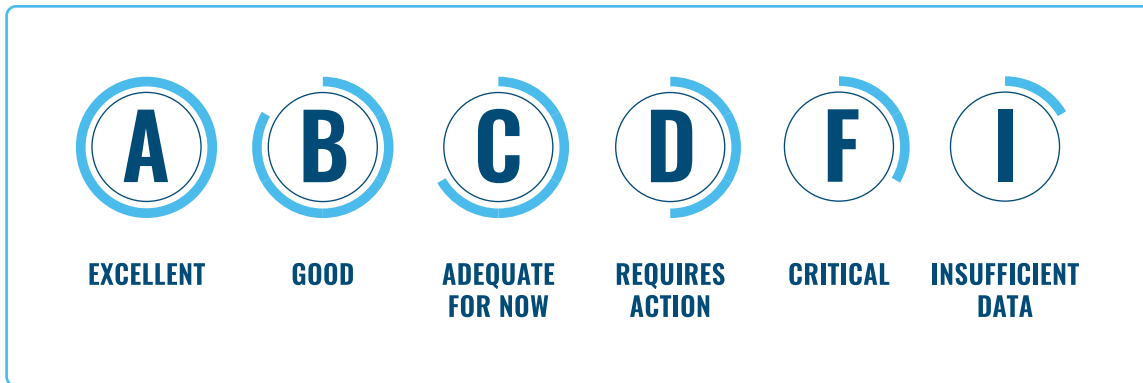 A B C D F I
EXCELLENT GOOD ADEQUATE FOR NOW REQUIRES ACTION CRITICAL INSUFFICIENT DATA